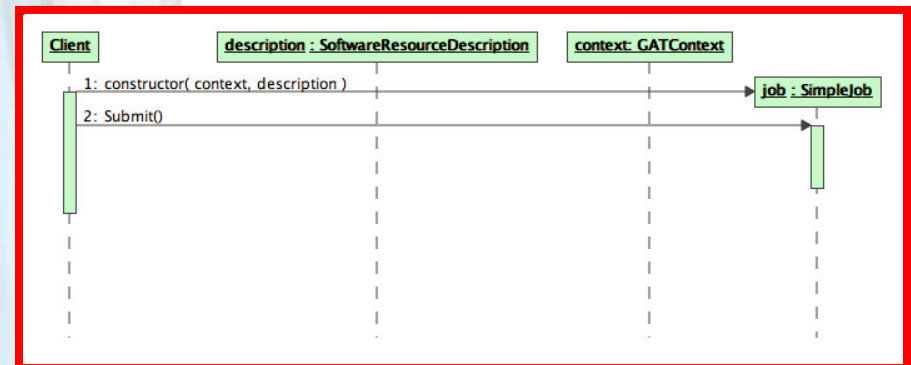 Client
description : SoftwareResourceDescription
context: GATContext
1: constructor( context, description )
job : SimpleJob
2: Submit()